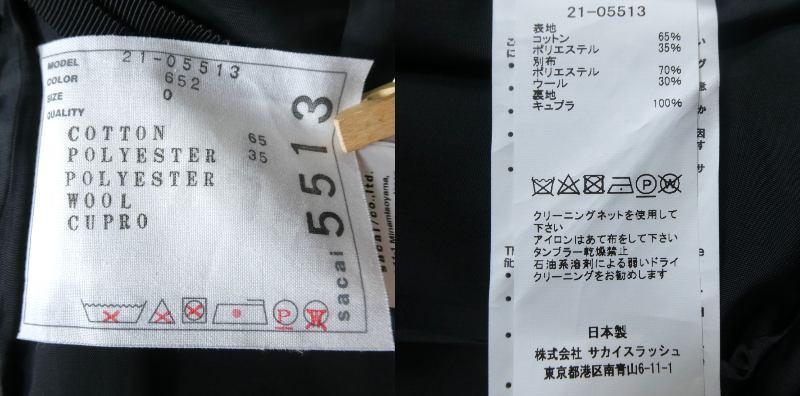 MODEL 21-05513
COLOR 652
SIZE 0
QUALITY
COTTON 65
POLYESTER 35
POLYESTER
WOOL
CUPRO
sacai 5513
sacai/co.,ltd.
21-05513
表地
コットン 65%
ポリエステル 35%
別布
ポリエステル 70%
ウール 30%
裏地
キュプラ 100%
クリーニングネットを使用して
下さい
アイロンはあて布をして下さい
タンブラー乾燥禁止
石油系溶剤による弱いドライ
クリーニングをお勧めします
日本製
株式会社 サカイスラッシュ
東京都港区南青山6-11-1